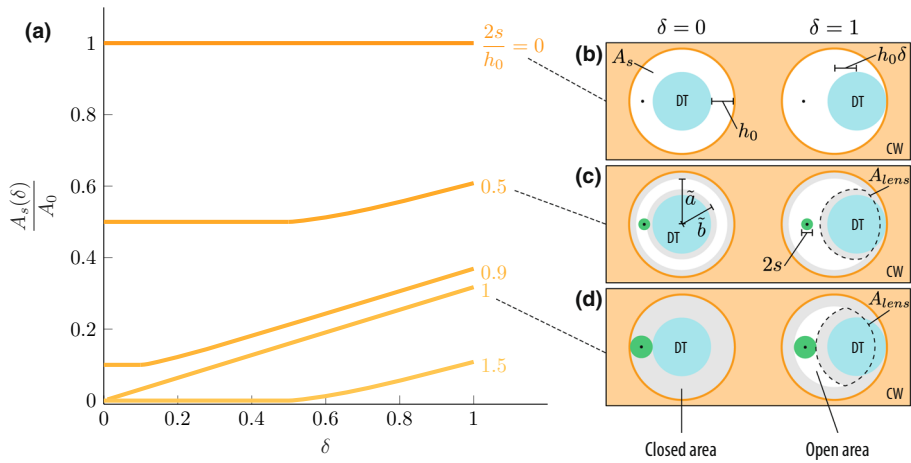 (a)
A_s(δ)/A_0
1
0.8
0.6
0.4
0.2
0
0 0.2 0.4 0.6 0.8 1
δ
2s/h_0 = 0
0.5
0.9
1
1.5
δ = 0 δ = 1
(b)
A_s
DT
h_0
h_0δ
DT
CW
(c)
ã
b̃
DT
2s
A_lens
DT
CW
(d)
DT
A_lens
DT
CW
Closed area Open area